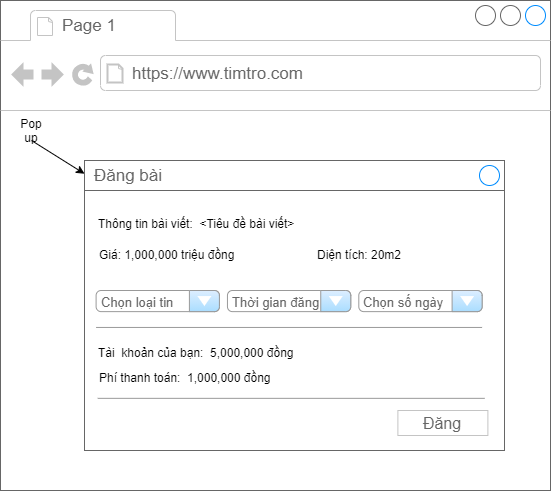 Page 1
https://www.timtro.com
Pop
up
Đăng bài
Thông tin bài viết: <Tiêu đề bài viết>
Giá: 1,000,000 triệu đồng Diện tích: 20m2
Chọn loại tin Thời gian đăng Chọn số ngày
Tài khoản của bạn: 5,000,000 đồng
Phí thanh toán: 1,000,000 đồng
Đăng